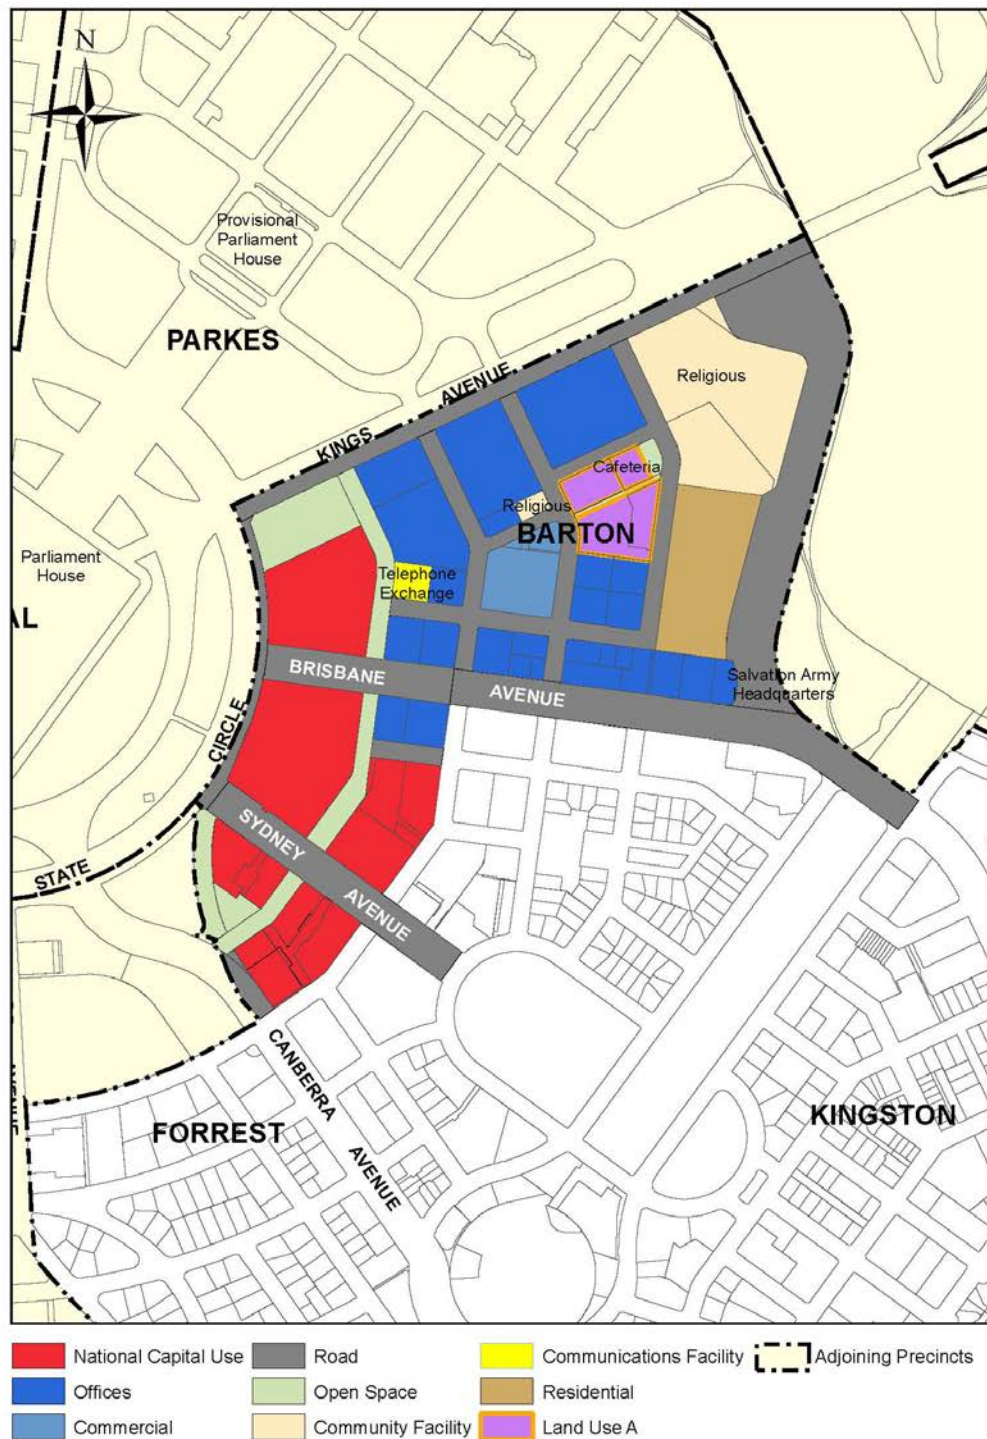 N
Provisional
Parliament
House
PARKES
KINGS AVENUE
Religious
Cafeteria
Religious
BARTON
Parliament
House
AL
Telephone
Exchange
BRISBANE AVENUE
Salvation Army
Headquarters
STATE CIRCLE
SYDNEY AVENUE
CANBERRA AVENUE
AVENUE
FORREST
KINGSTON
National Capital Use
Road
Communications Facility
Adjoining Precincts
Offices
Open Space
Residential
Commercial
Community Facility
Land Use A